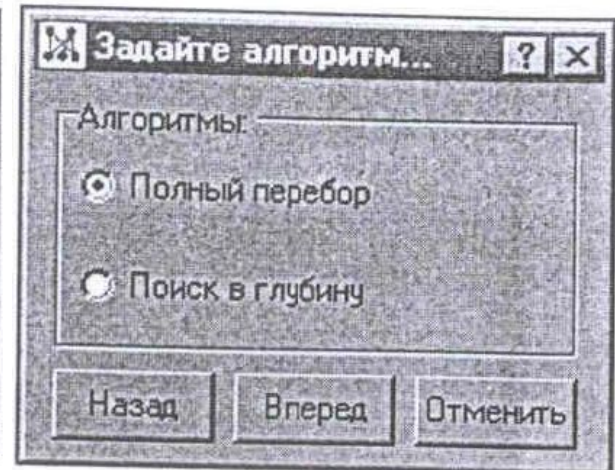 Задайте алгоритм... ? ×
Алгоритмы:
Полный перебор
Поиск в глубину
Назад Вперед Отменить